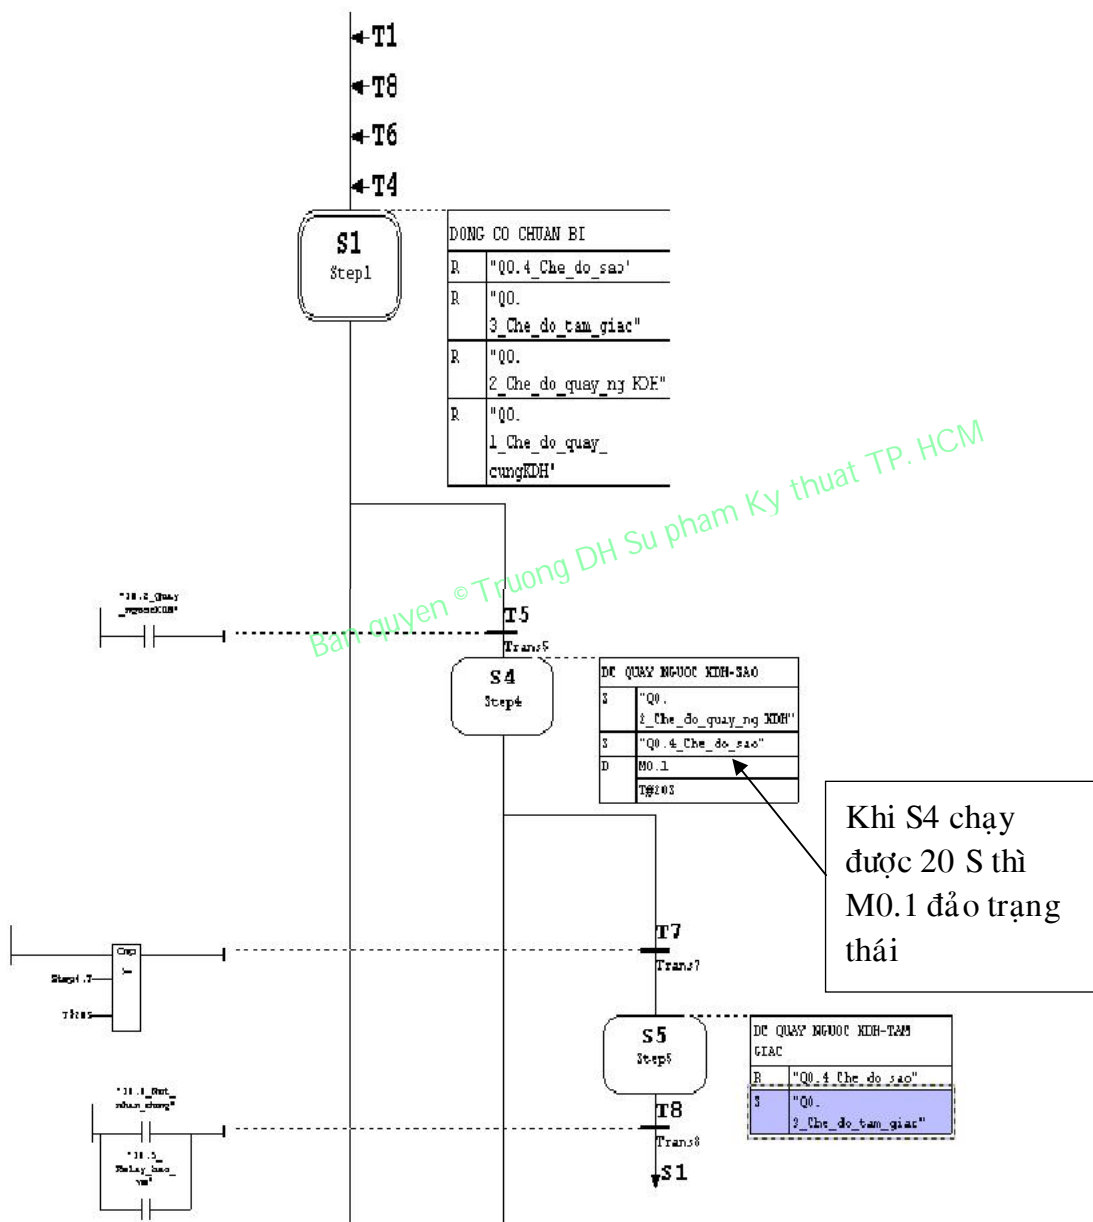 T1
T8
T6
T4
S1
Step1
DONG CO CHUAN BI
R "Q0.4_Che_do_sao"
R "Q0.
3_Che_do_tam_giac"
R "Q0.
2_Che_do_quay_ng KDH"
R "Q0.
1_Che_do_quay_
cungKDH"
Ban quyen © Truong DH Su pham Ky thuat TP. HCM
T5
Trans5
S4
Step4
DC QUAY NGUOC KDH-SAO
S "Q0.
2_Che_do_quay_ng KDH"
S "Q0.4_Che_do_sao"
D M0.1
T#20S
Khi S4 chạy
được 20 S thì
M0.1 đảo trạng
thái
T7
Trans7
Cmp
>=
Step4.T
T#20S
S5
Step5
DC QUAY NGUOC KDH-TAM
GIAC
R "Q0.4_Che_do_sao"
S "Q0.
3_Che_do_tam_giac"
T8
Trans8
S1